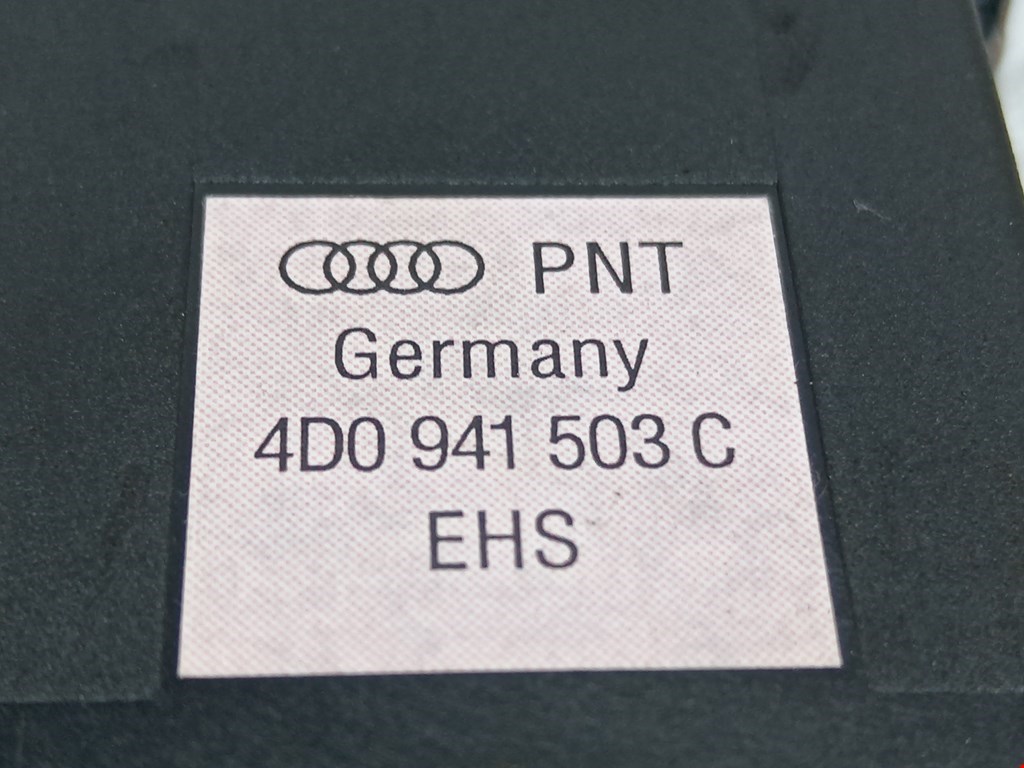 PNT
Germany
4D0 941 503 C
EHS